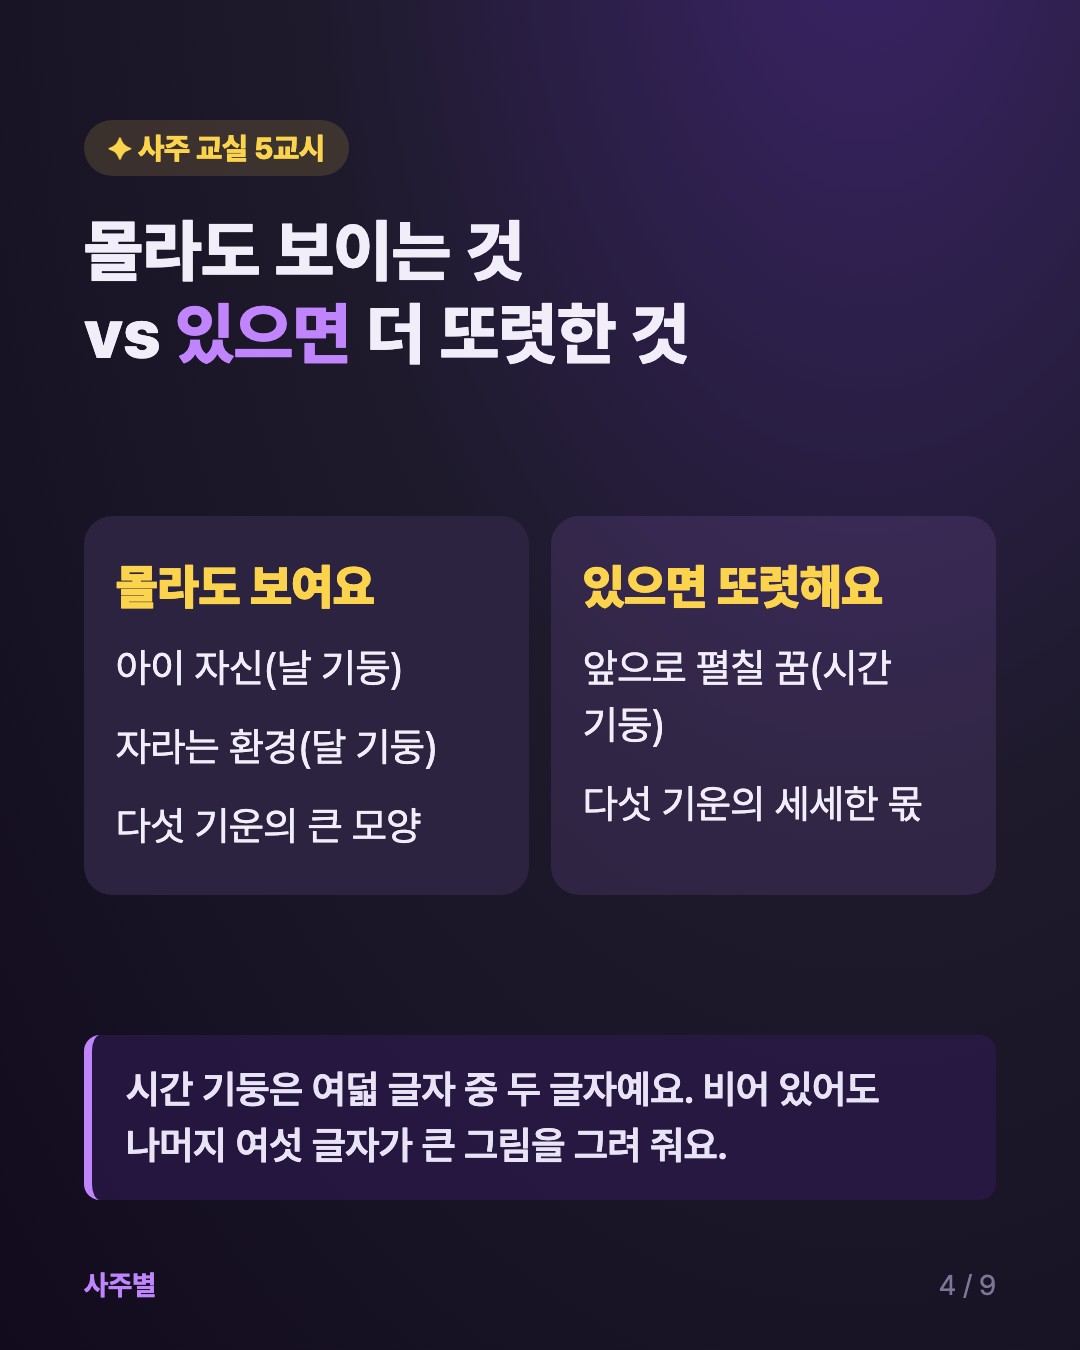 ✦ 사주 교실 5교시
몰라도 보이는 것
vs 있으면 더 또렷한 것
몰라도 보여요
아이 자신(날 기둥)
자라는 환경(달 기둥)
다섯 기운의 큰 모양
있으면 또렷해요
앞으로 펼칠 꿈(시간
기둥)
다섯 기운의 세세한 몫
시간 기둥은 여덟 글자 중 두 글자예요. 비어 있어도
나머지 여섯 글자가 큰 그림을 그려 줘요.
사주별
4 / 9